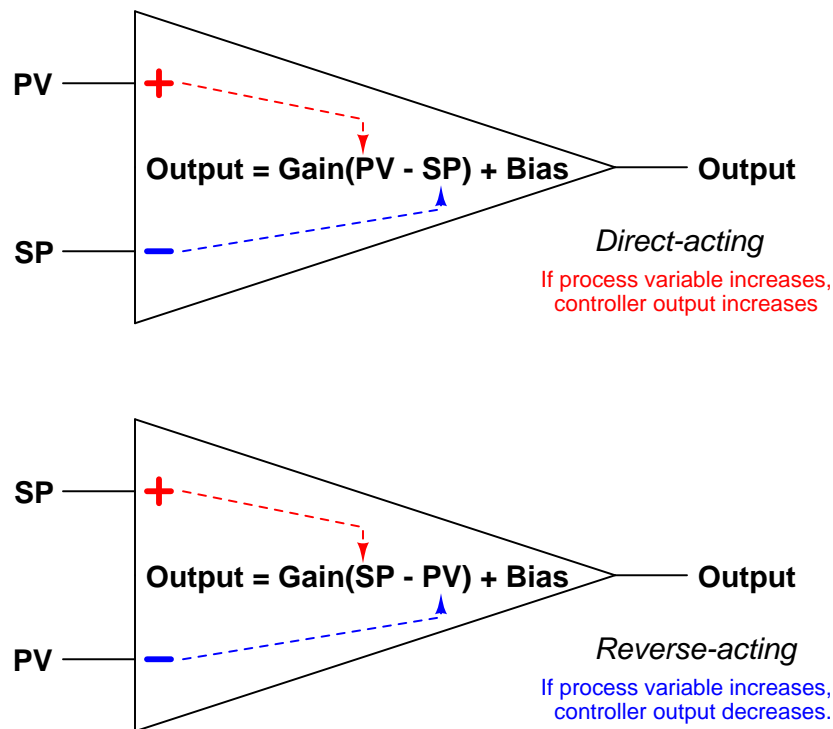 PV
+
Output = Gain(PV - SP) + Bias
Output
SP
−
Direct-acting
If process variable increases,
controller output increases
SP
+
Output = Gain(SP - PV) + Bias
Output
PV
−
Reverse-acting
If process variable increases,
controller output decreases.